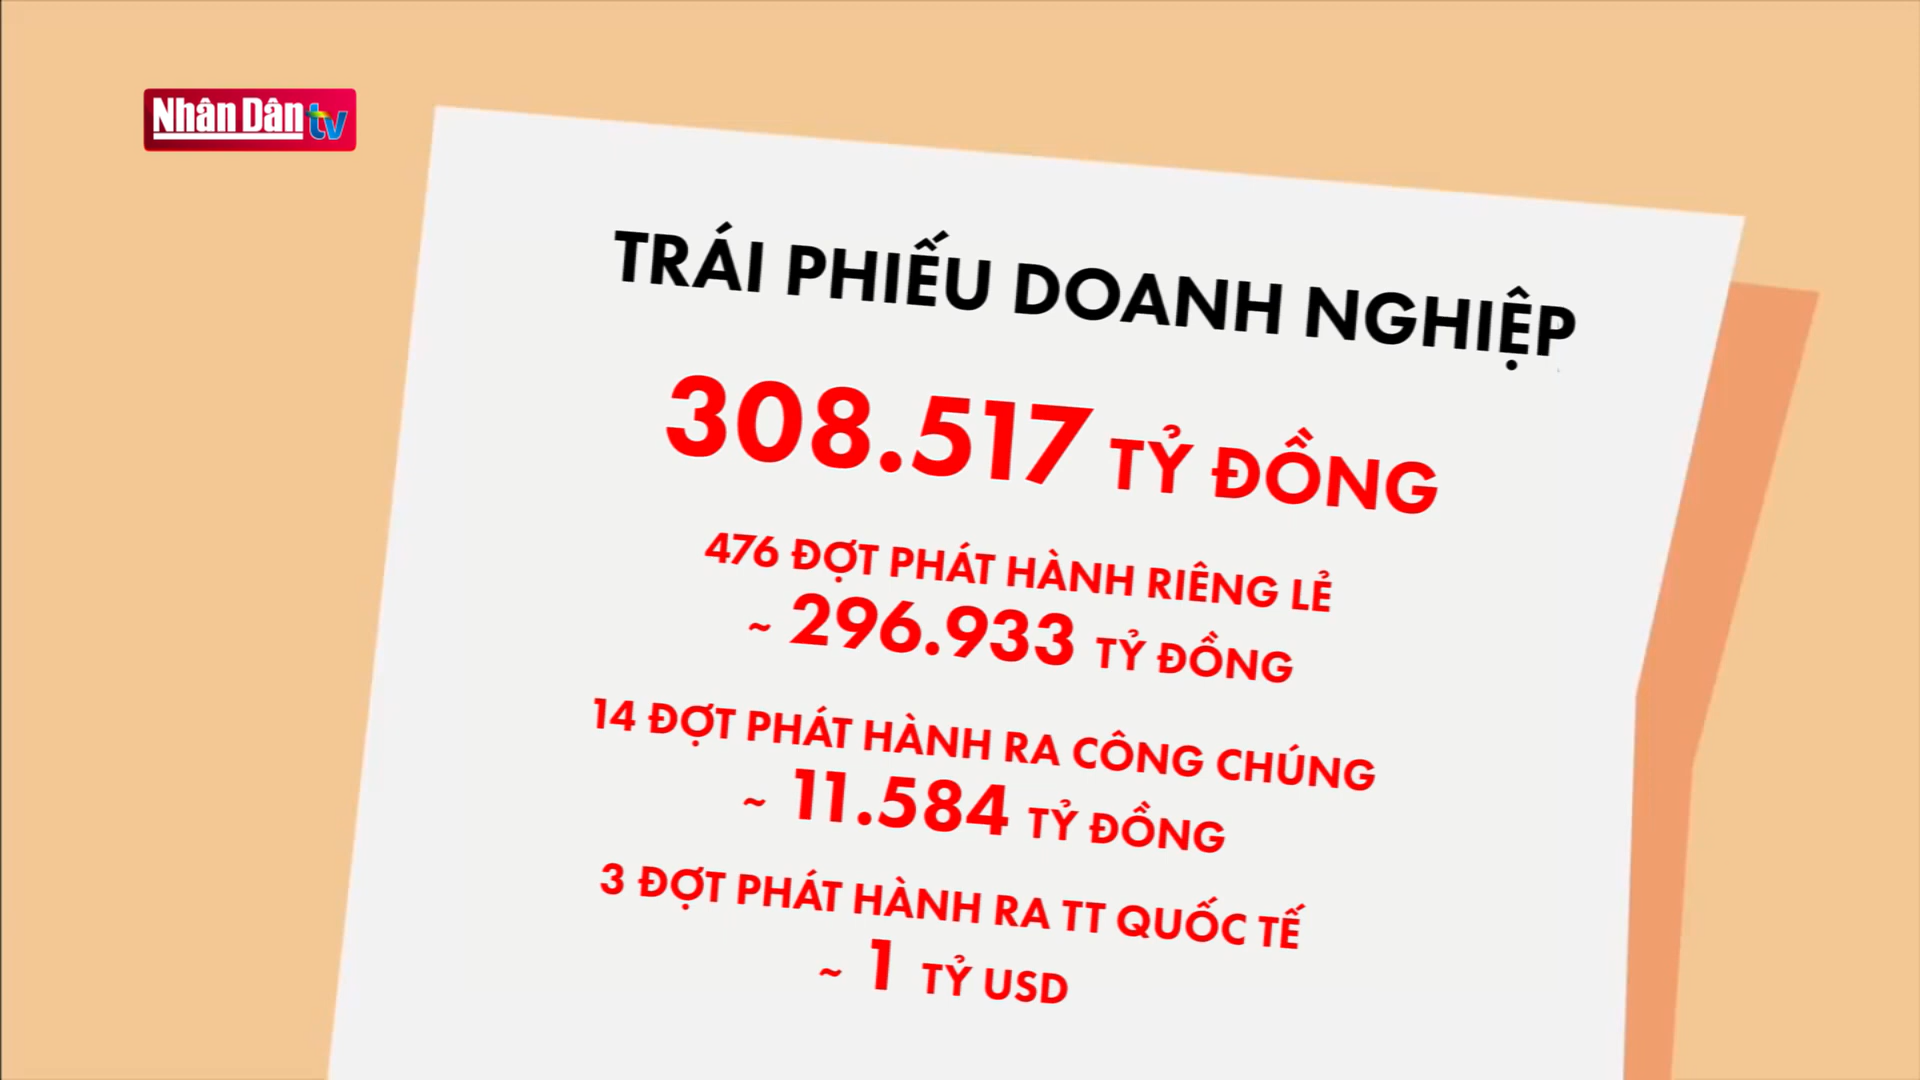 Nhân Dân tv
TRÁI PHIẾU DOANH NGHIỆP
308.517 TỶ ĐỒNG
476 ĐỢT PHÁT HÀNH RIÊNG LẺ
~ 296.933 TỶ ĐỒNG
14 ĐỢT PHÁT HÀNH RA CÔNG CHÚNG
~ 11.584 TỶ ĐỒNG
3 ĐỢT PHÁT HÀNH RA TT QUỐC TẾ
~ 1 TỶ USD